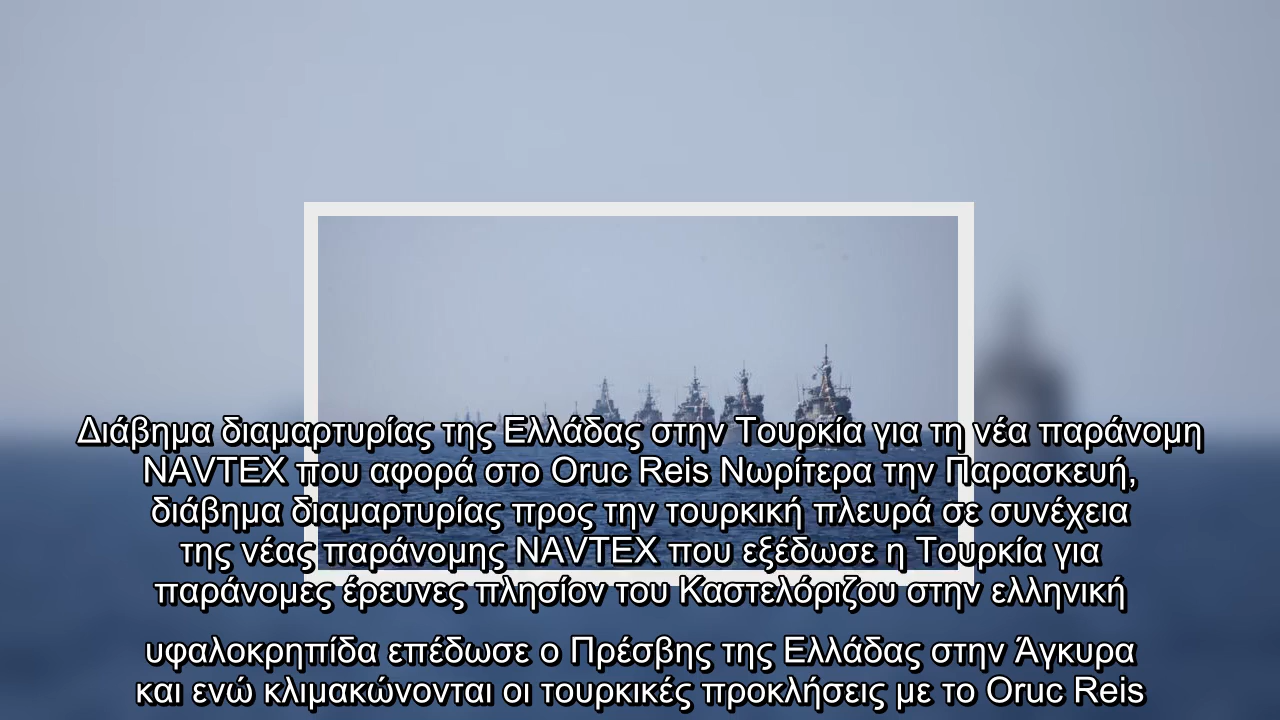 Διάβημα διαμαρτυρίας της Ελλάδας στην Τουρκία για τη νέα παράνομη
NAVTEX που αφορά στο Oruc Reis Νωρίτερα την Παρασκευή,
διάβημα διαμαρτυρίας προς την τουρκική πλευρά σε συνέχεια
της νέας παράνομης NAVTEX που εξέδωσε η Τουρκία για
παράνομες έρευνες πλησίον του Καστελόριζου στην ελληνική
υφαλοκρηπίδα επέδωσε ο Πρέσβης της Ελλάδας στην Άγκυρα
και ενώ κλιμακώνονται οι τουρκικές προκλήσεις με το Oruc Reis